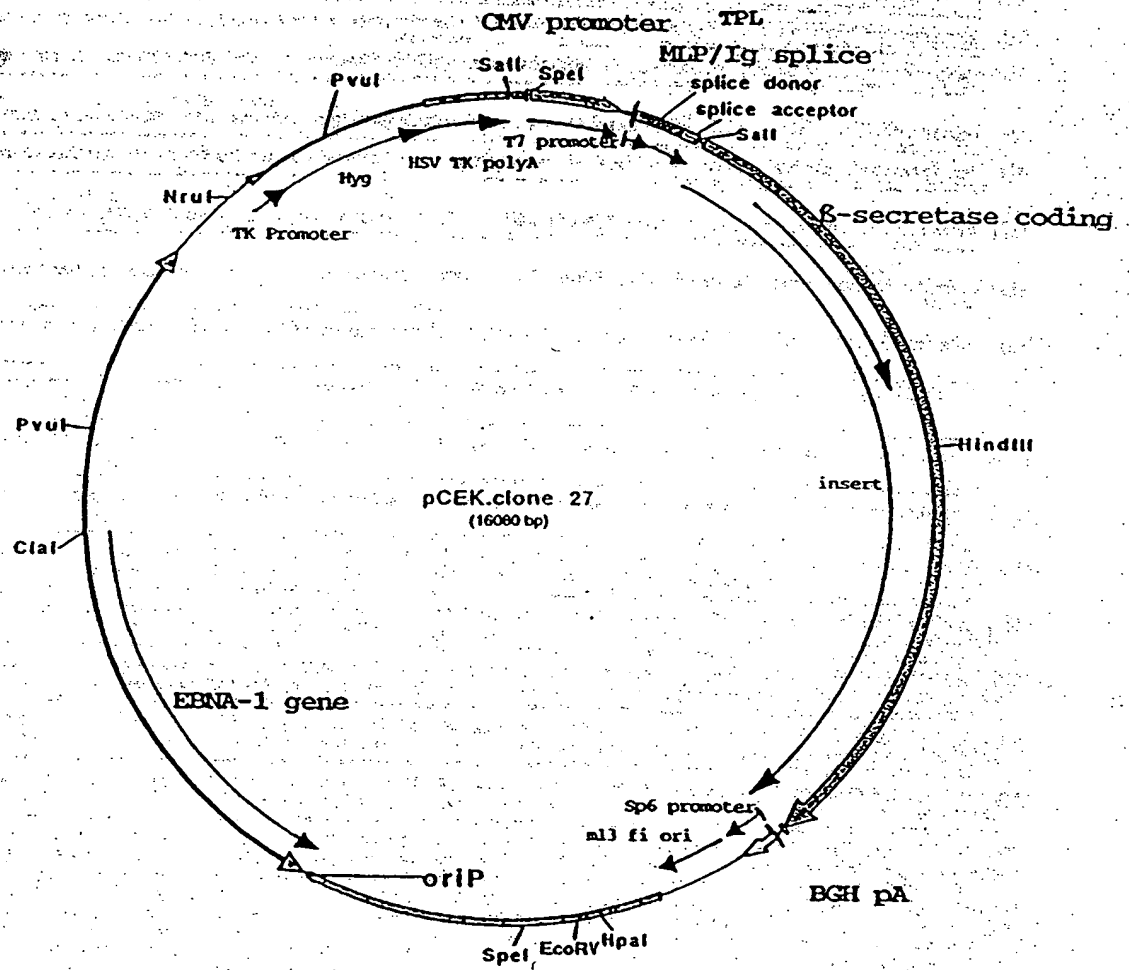 CMV promoter
TPL
MLP/Ig splice
splice donor
splice acceptor
SalI
SpeI
SalI
PvuI
T7 promoter
HSV TK polyA
Hyg
NruI
TK Promoter
ß-secretase coding
PvuI
HindIII
insert
pCEK.clone 27
(16080 bp)
ClaI
EBNA-1 gene
Sp6 promoter
m13 fi ori
oriP
BGH pA
SpeI
EcoRV
HpaI